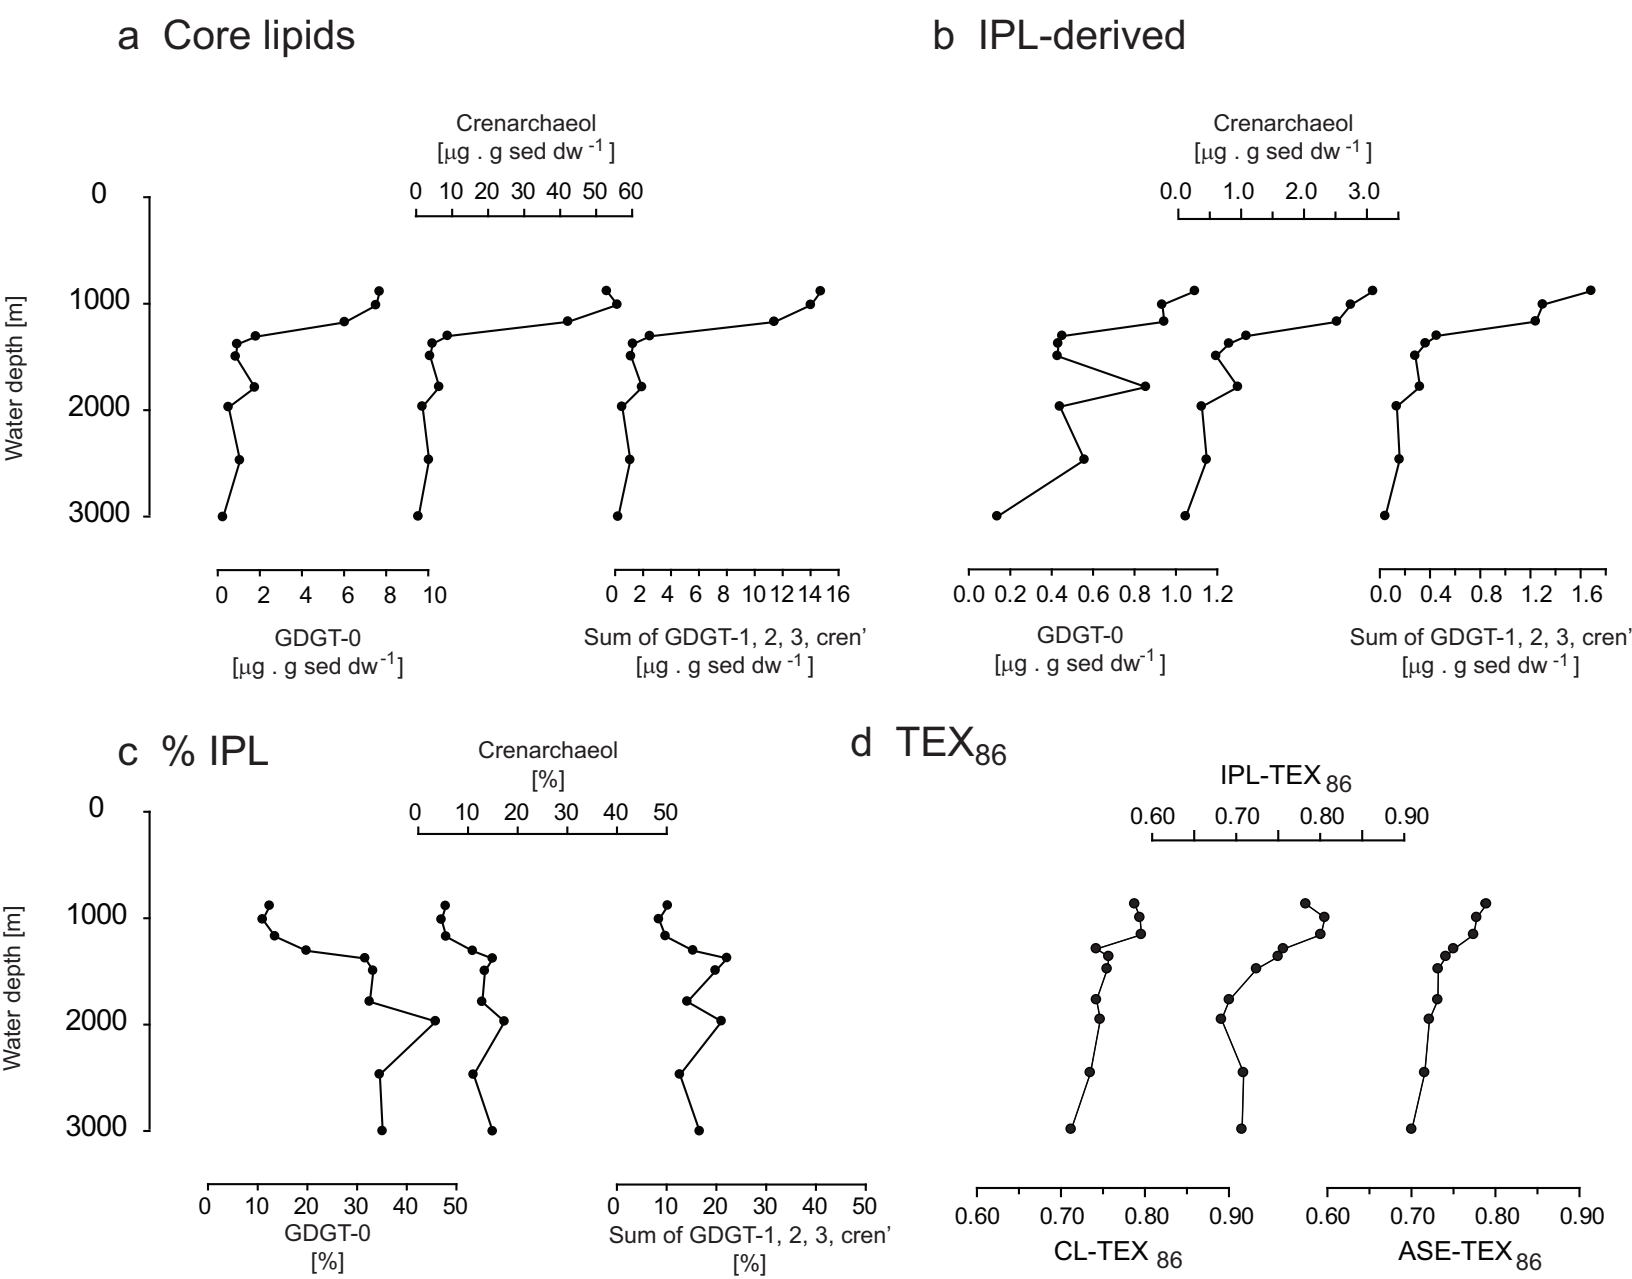 a Core lipids
b IPL-derived
Crenarchaeol
[µg . g sed dw -1 ]
0 10 20 30 40 50 60
Crenarchaeol
[µg . g sed dw -1 ]
0.0 1.0 2.0 3.0
Water depth [m]
0
1000
2000
3000
0 2 4 6 8 10
GDGT-0
[µg . g sed dw-1 ]
0 2 4 6 8 10 12 14 16
Sum of GDGT-1, 2, 3, cren’
[µg . g sed dw -1 ]
0.0 0.2 0.4 0.6 0.8 1.0 1.2
GDGT-0
[µg . g sed dw-1 ]
0.0 0.4 0.8 1.2 1.6
Sum of GDGT-1, 2, 3, cren’
[µg . g sed dw -1 ]
c % IPL
Crenarchaeol
[%]
0 10 20 30 40 50
d TEX86
IPL-TEX 86
0.60 0.70 0.80 0.90
Water depth [m]
0
1000
2000
3000
0 10 20 30 40 50
GDGT-0
[%]
0 10 20 30 40 50
Sum of GDGT-1, 2, 3, cren’
[%]
0.60 0.70 0.80 0.90
CL-TEX 86
0.60 0.70 0.80 0.90
ASE-TEX86